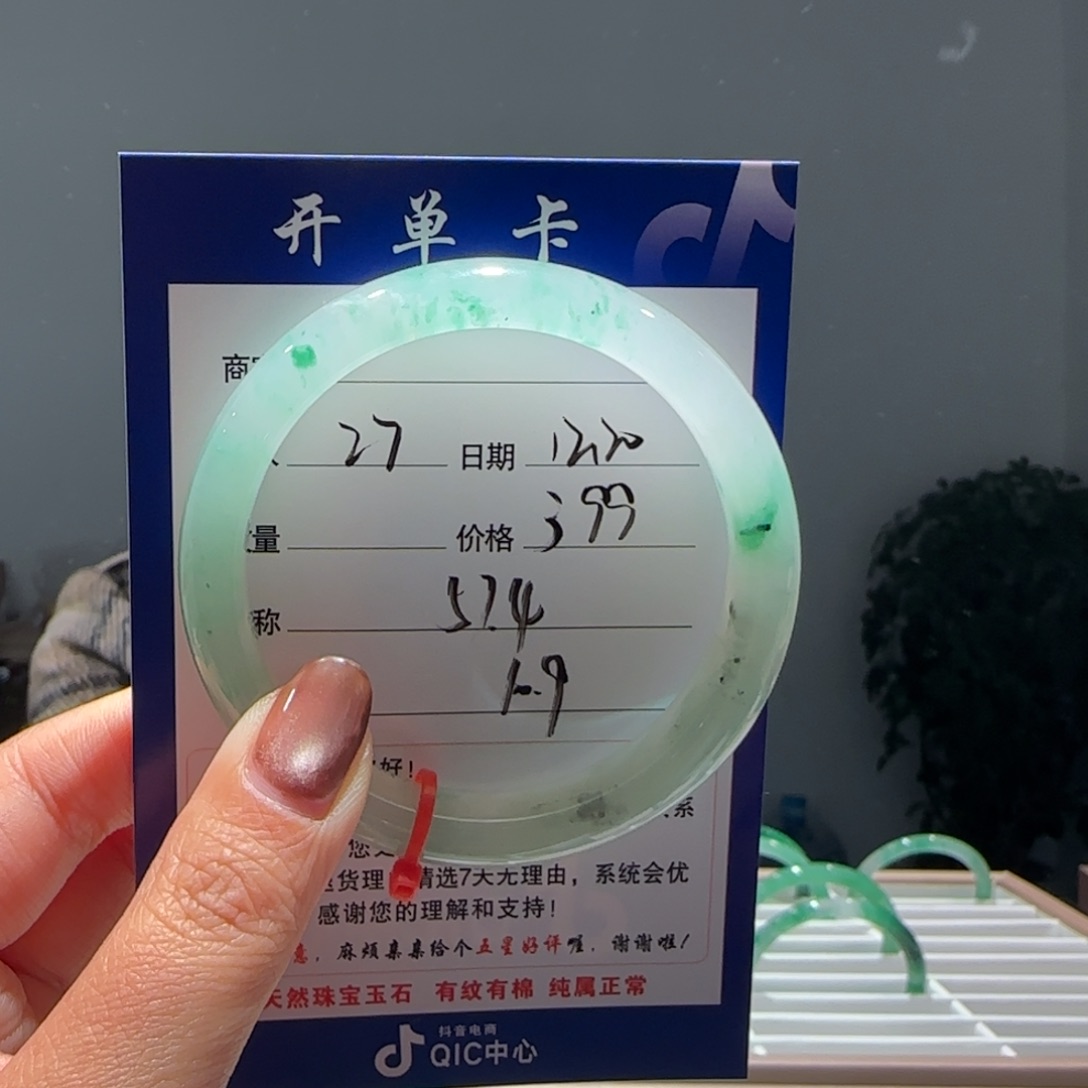 开单卡
商
27 日期 1220
量 价格 399
称 57.4
1.9
好！
系
您
货理 请选7天无理由，系统会优
感谢您的理解和支持！
意，麻烦亲亲给个五星好评喔，谢谢啦！
天然珠宝玉石 有纹有棉 纯属正常
抖音电商
QIC中心